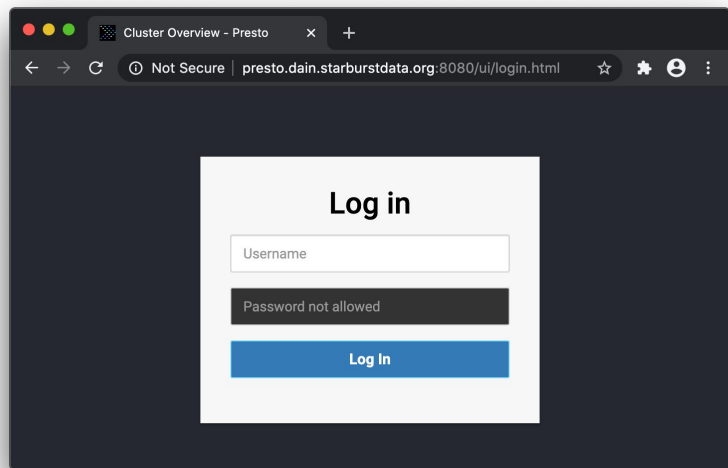 Cluster Overview - Presto
Not Secure | presto.dain.starburstdata.org:8080/ui/login.html
Log in
Username
Password not allowed
Log In